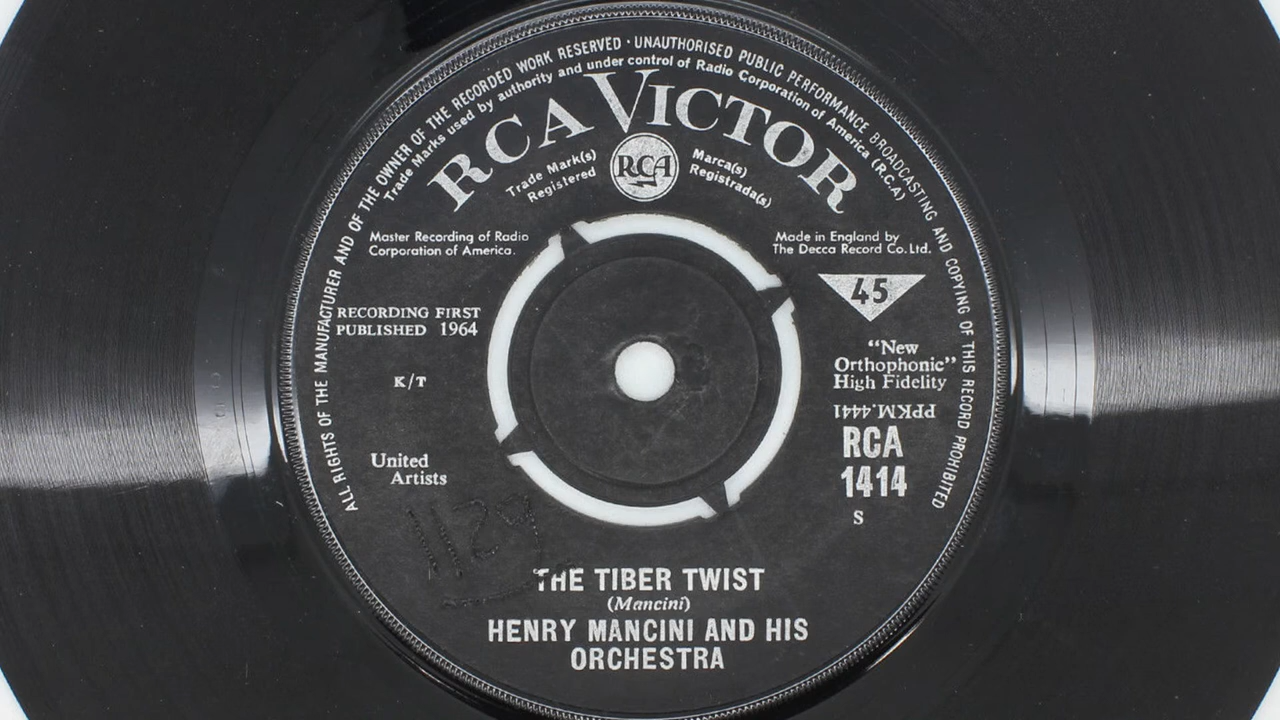 ALL RIGHTS OF THE MANUFACTURER AND OF THE OWNER OF THE RECORDED WORK RESERVED · UNAUTHORISED PUBLIC PERFORMANCE BROADCASTING AND COPYING OF THIS RECORD PROHIBITED
Trade Marks used by authority and under control of Radio Corporation of America (R.C.A)
RCA VICTOR
Trade Mark(s)
Registered
RCA
Marca(s)
Registrada(s)
Master Recording of Radio
Corporation of America.
Made in England by
The Decca Record Co. Ltd.
45
RECORDING FIRST
PUBLISHED 1964
"New
Orthophonic"
High Fidelity
K/T
PPKM.4441
RCA
1414
S
United
Artists
1129
THE TIBER TWIST
(Mancini)
HENRY MANCINI AND HIS
ORCHESTRA